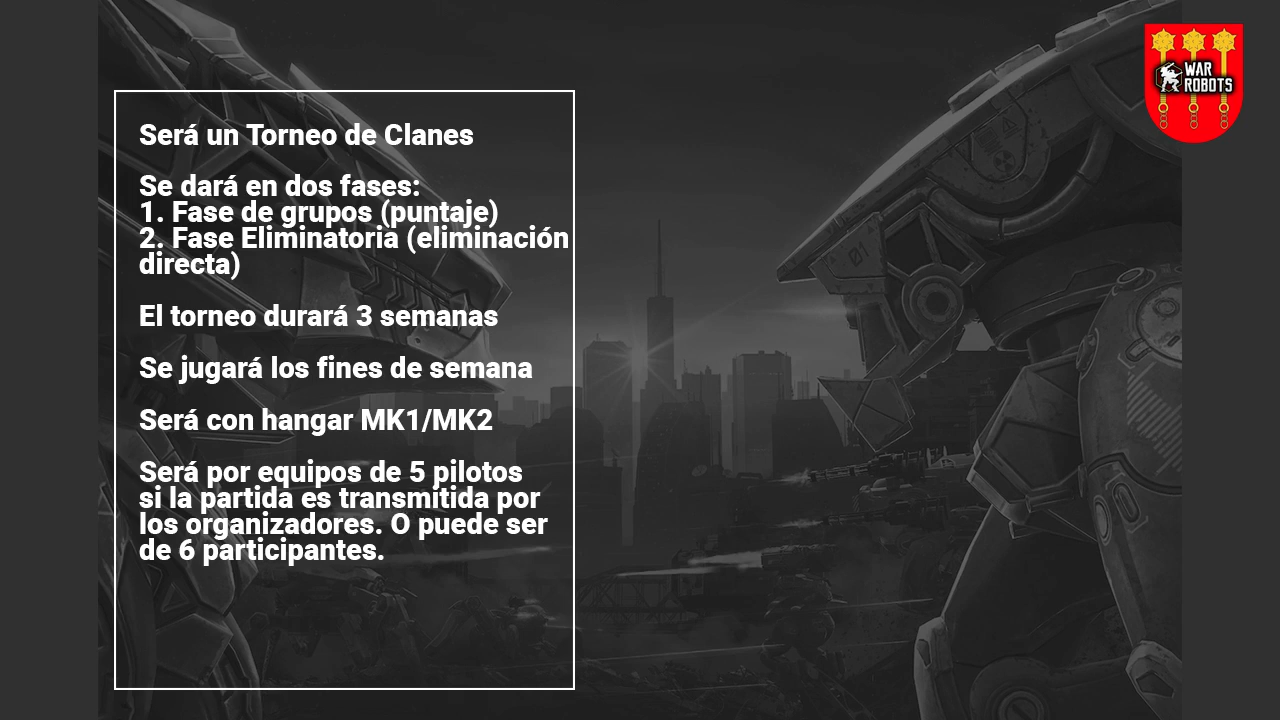 WAR
ROBOTS
Será un Torneo de Clanes
Se dará en dos fases:
1. Fase de grupos (puntaje)
2. Fase Eliminatoria (eliminación
directa)
El torneo durará 3 semanas
Se jugará los fines de semana
Será con hangar MK1/MK2
Será por equipos de 5 pilotos
si la partida es transmitida por
los organizadores. O puede ser
de 6 participantes.
01